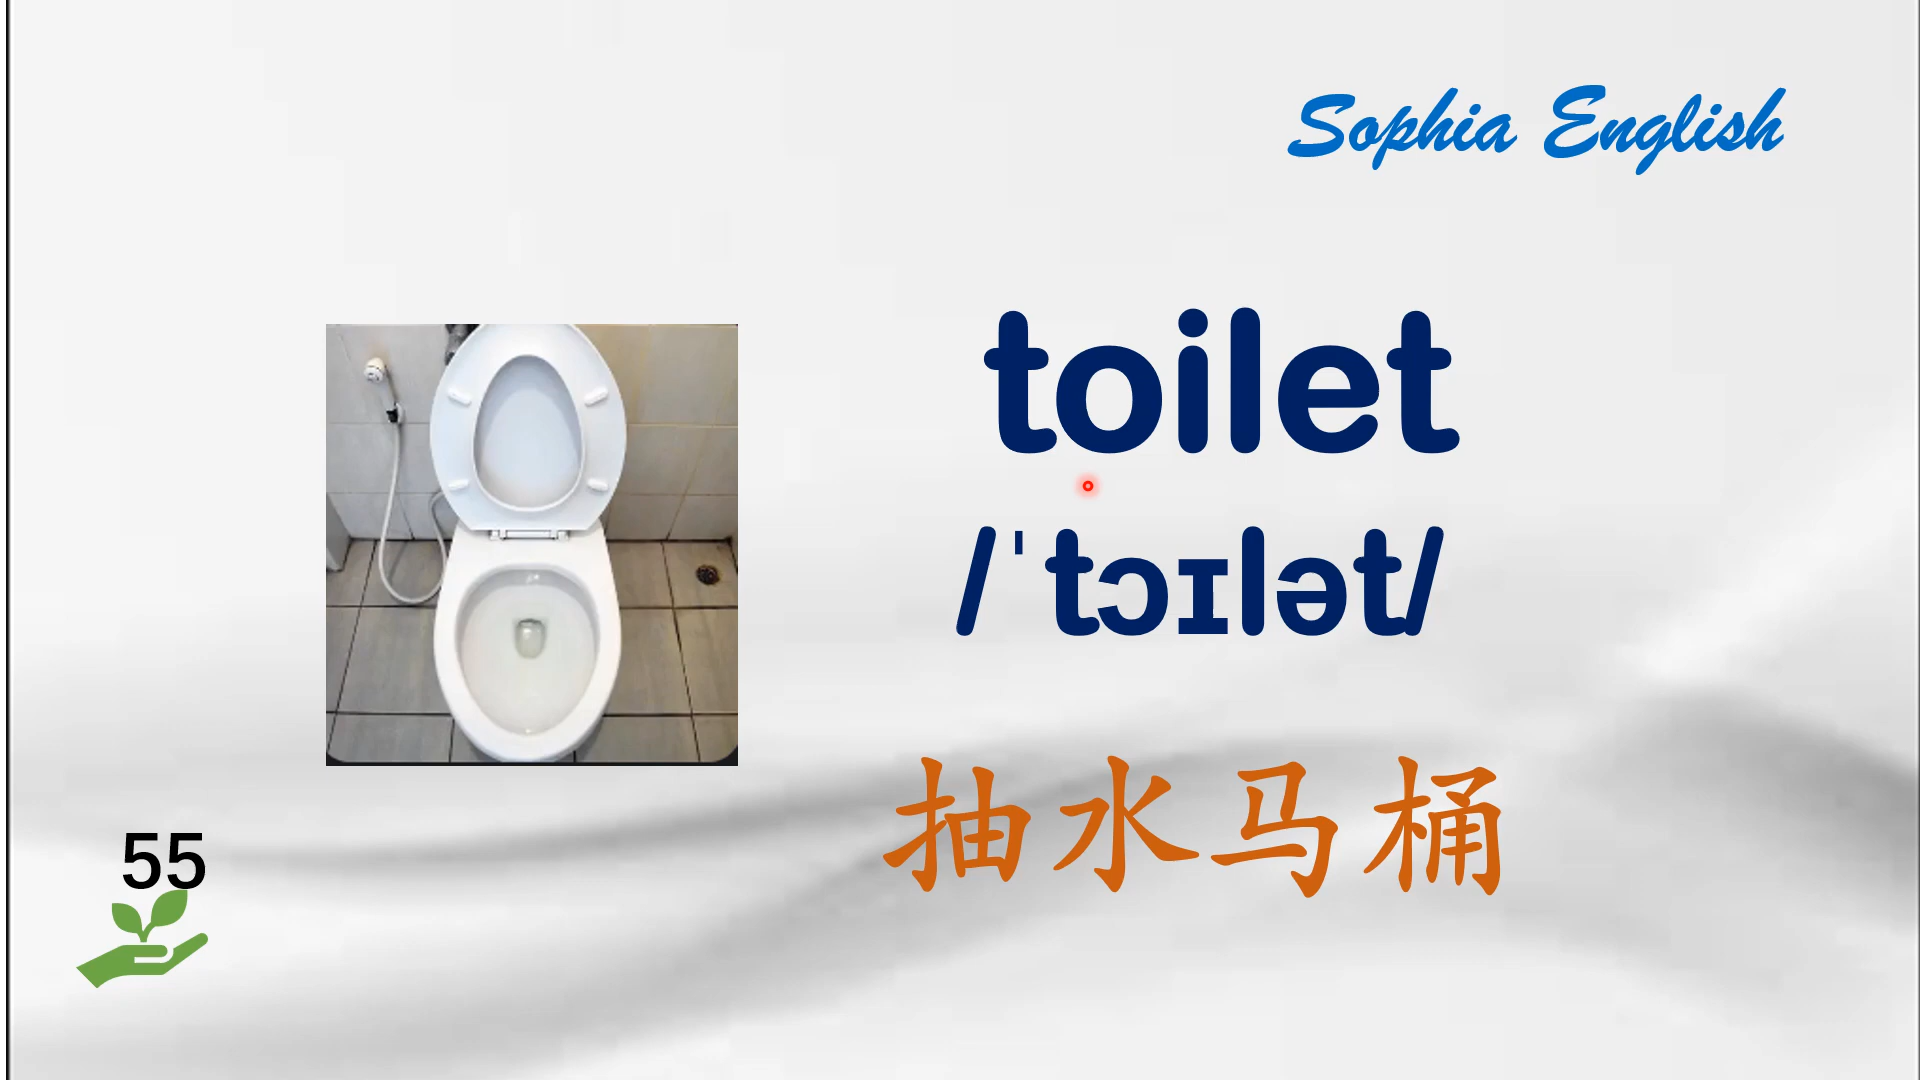 Sophia English
toilet
/ˈtɔɪlət/
抽水马桶
55